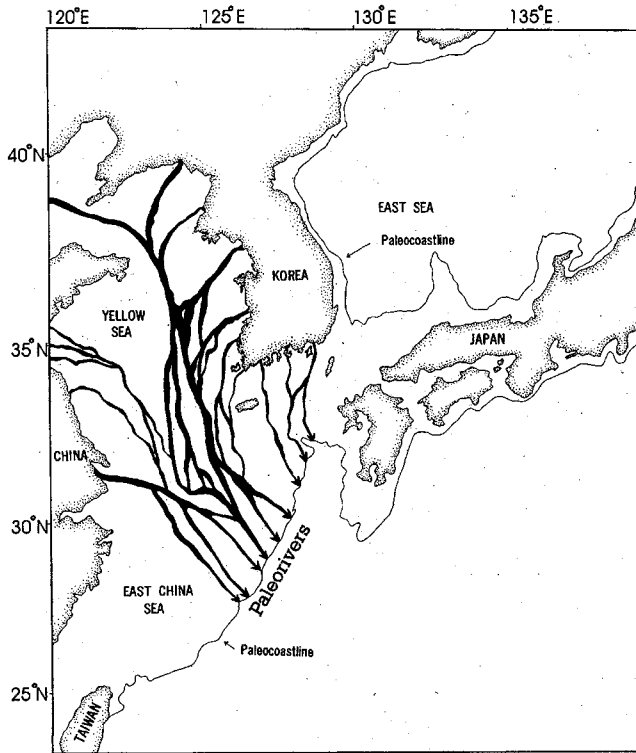 120°E
125°E
130°E
135°E
40°N
EAST SEA
Paleocoastline
KOREA
YELLOW
SEA
35°N
JAPAN
CHINA
30°N
Paleorivers
EAST CHINA
SEA
Paleocoastline
25°N
TAIWAN